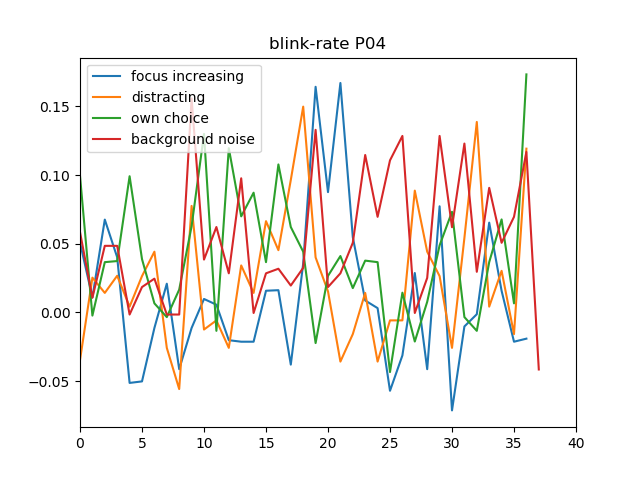 blink-rate P04
focus increasing
distracting
own choice
background noise
0.15
0.10
0.05
0.00
−0.05
0 5 10 15 20 25 30 35 40